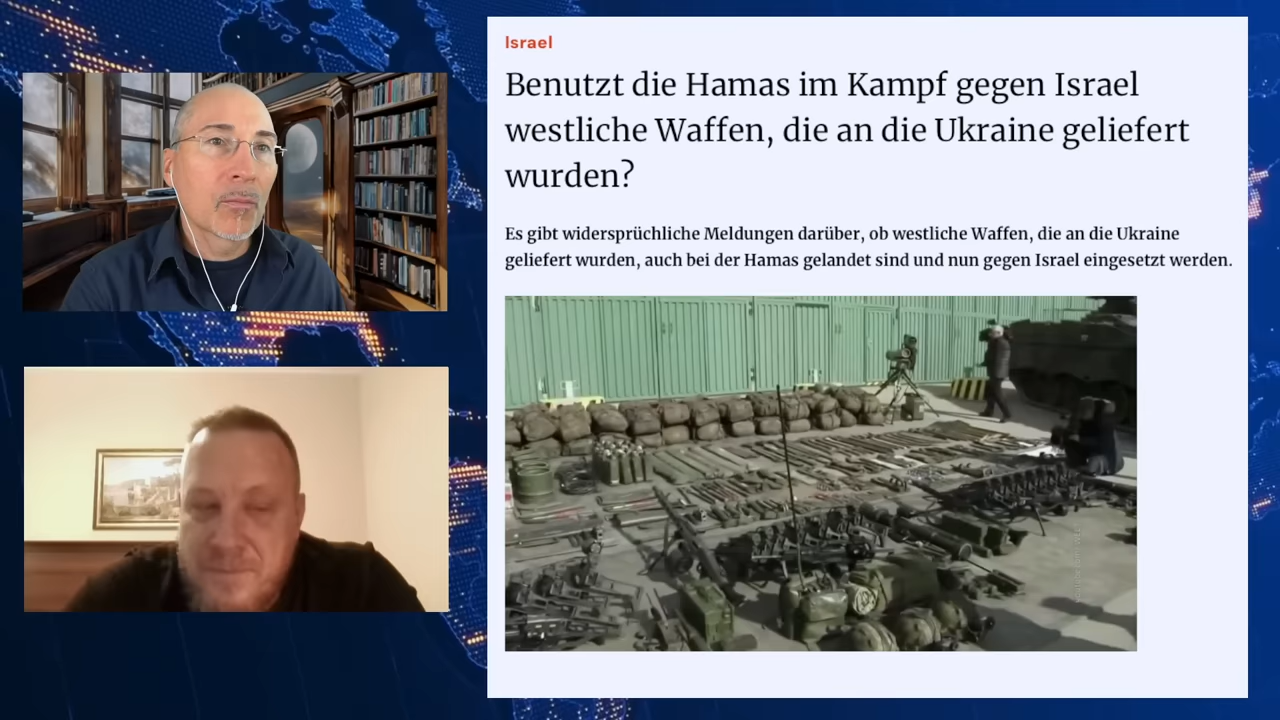 Israel
Benutzt die Hamas im Kampf gegen Israel
westliche Waffen, die an die Ukraine geliefert
wurden?
Es gibt widersprüchliche Meldungen darüber, ob westliche Waffen, die an die Ukraine
geliefert wurden, auch bei der Hamas gelandet sind und nun gegen Israel eingesetzt werden.